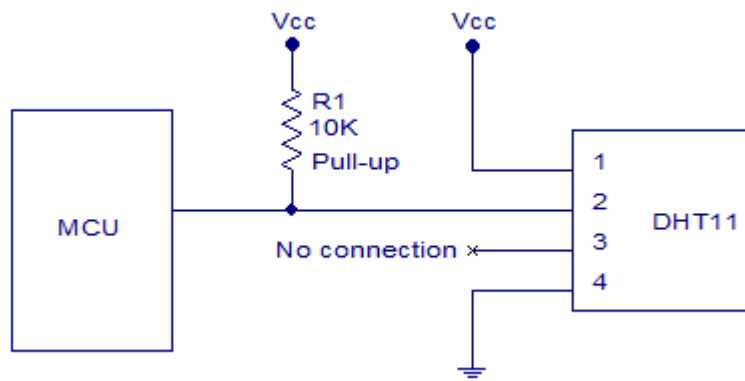 Vcc
Vcc
R1
10K
Pull-up
1
2
3
4
MCU
DHT11
No connection